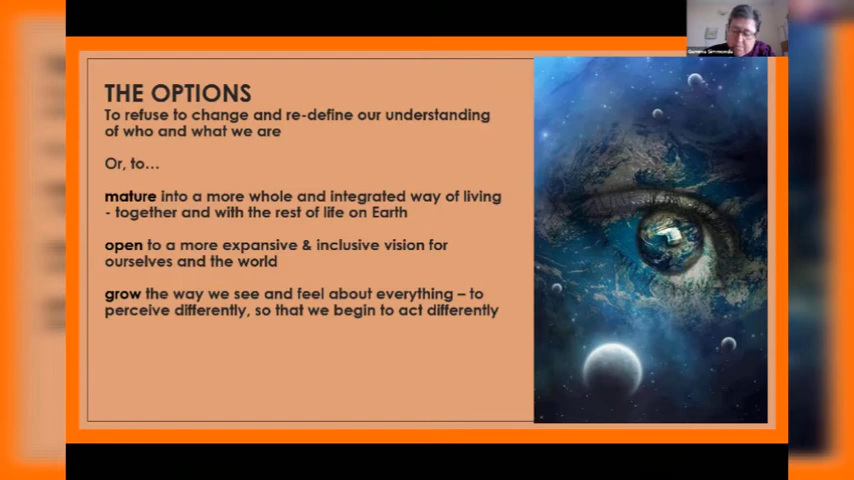 Gemma Simmonds
THE OPTIONS
To refuse to change and re-define our understanding
of who and what we are
Or, to...
mature into a more whole and integrated way of living
- together and with the rest of life on Earth
open to a more expansive & inclusive vision for
ourselves and the world
grow the way we see and feel about everything – to
perceive differently, so that we begin to act differently